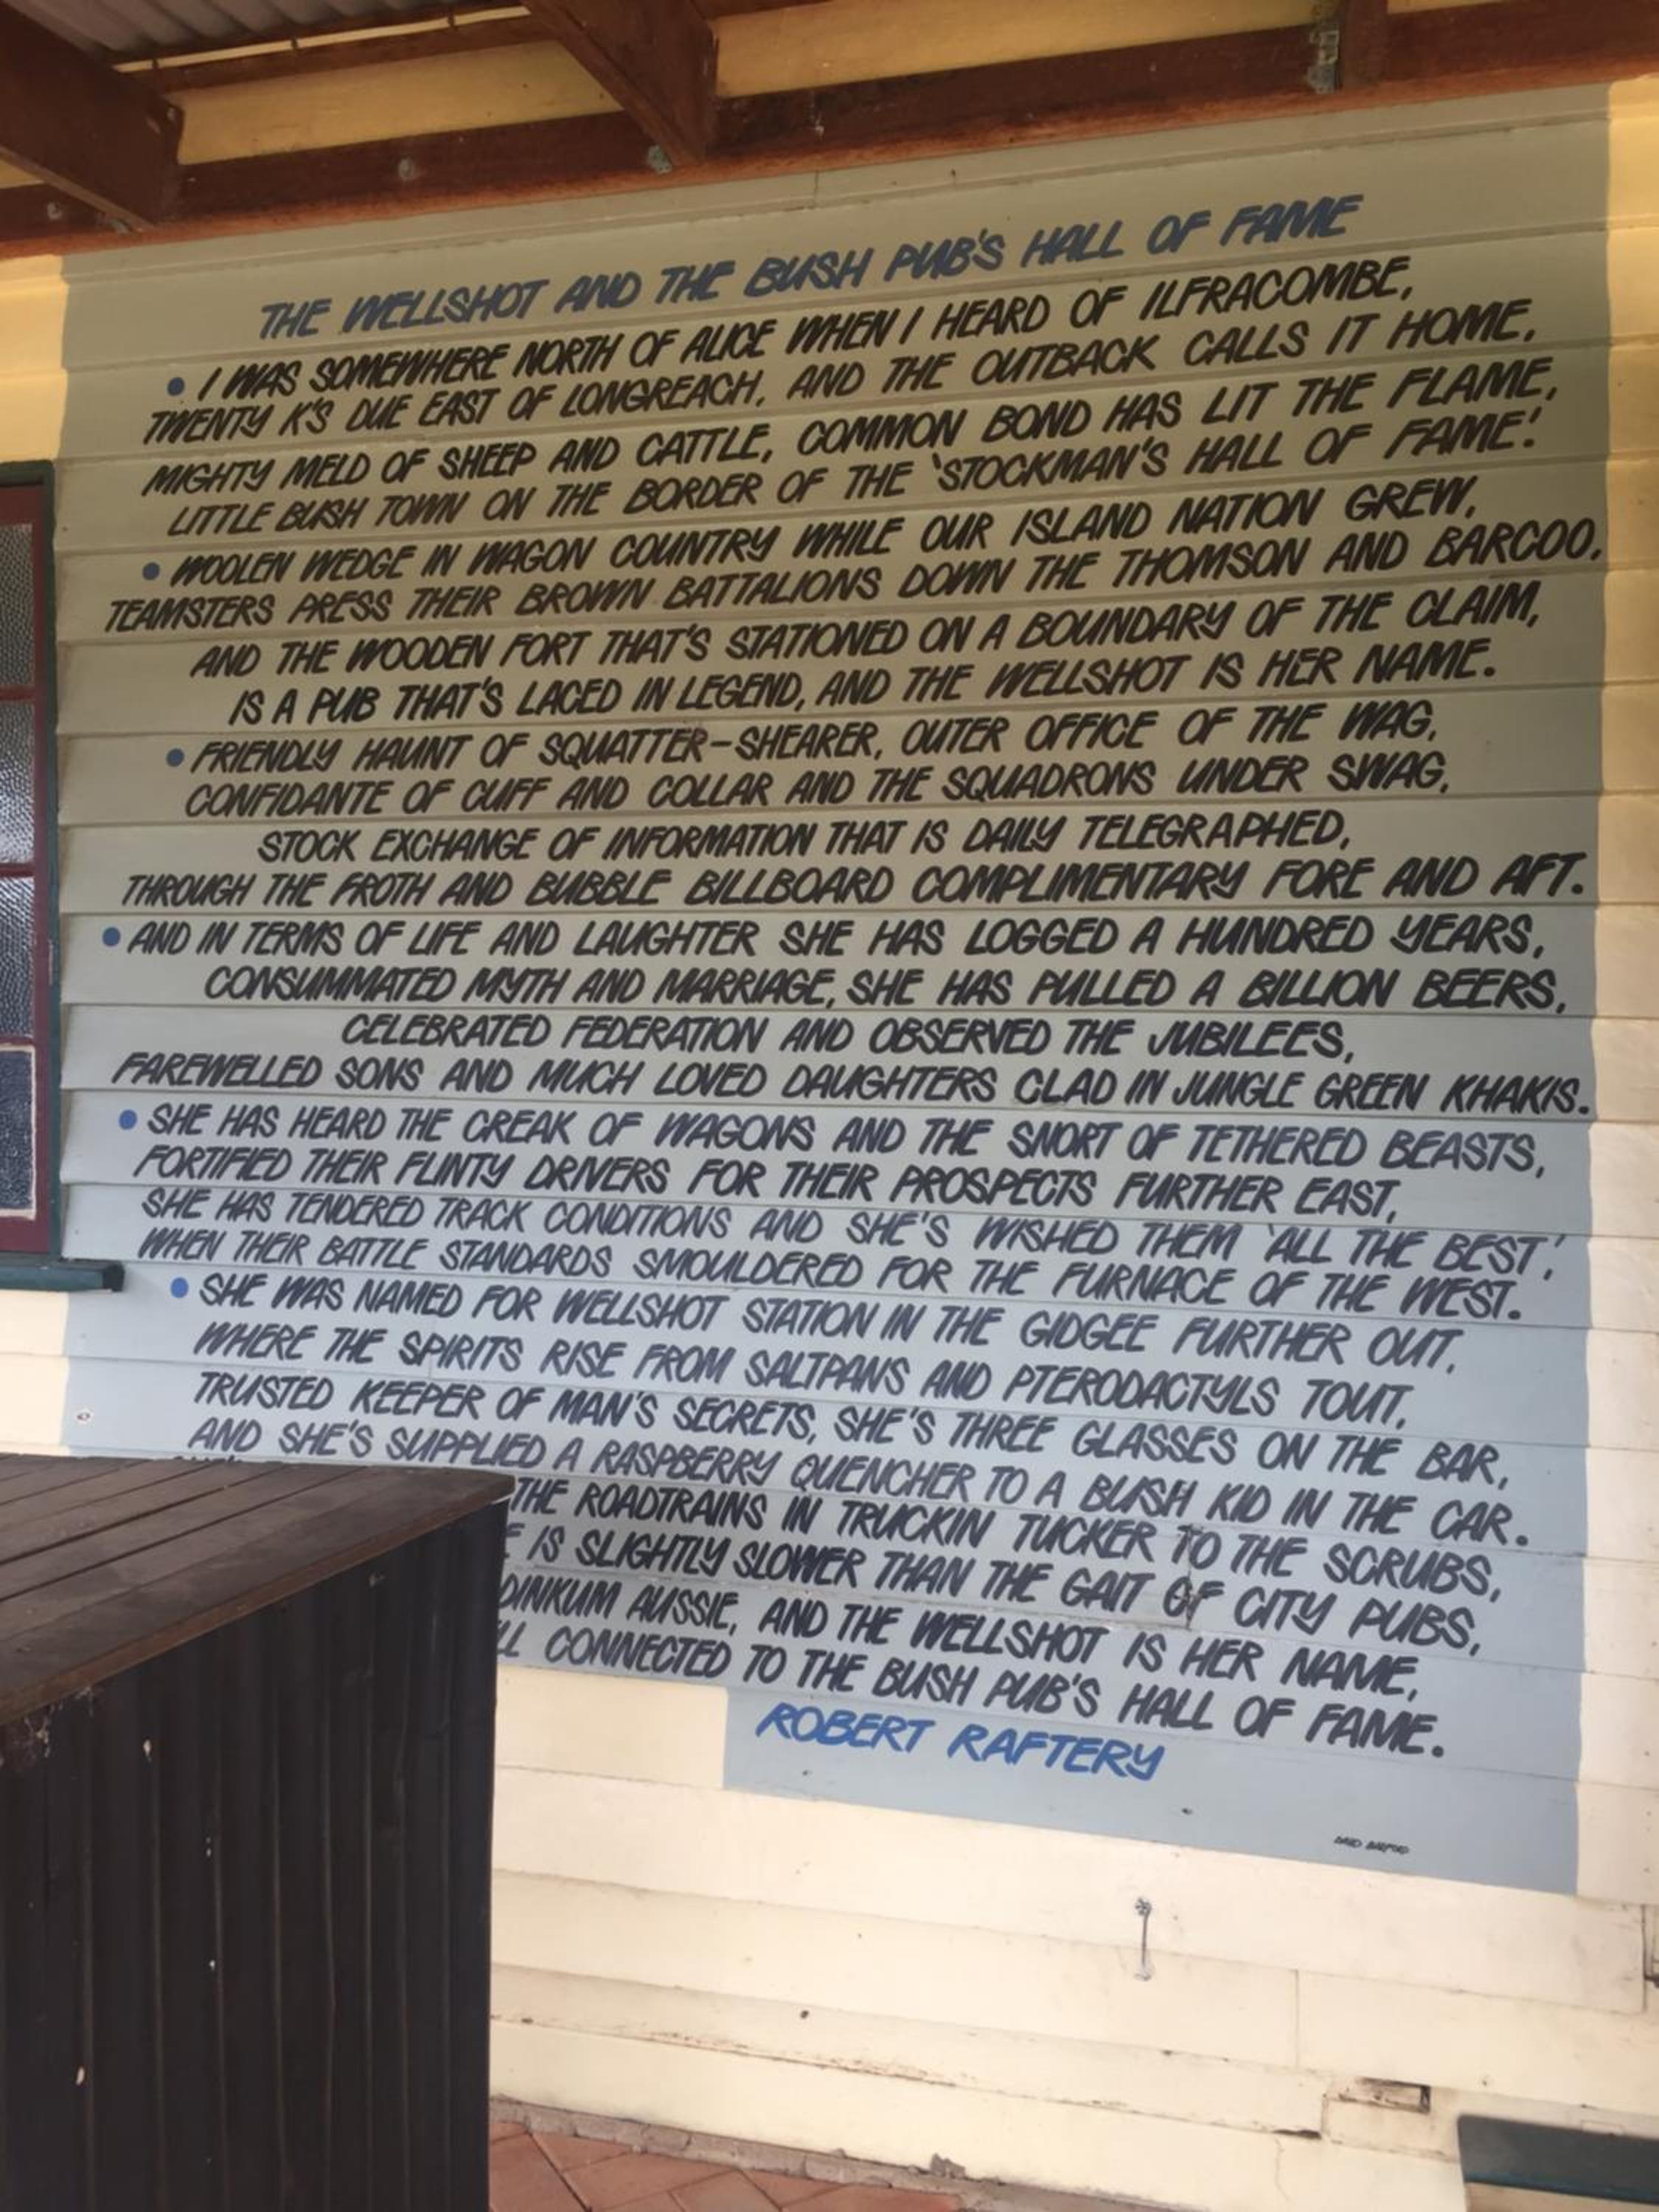 THE WELLSHOT AND THE BUSH PUB'S HALL OF FAME
• I WAS SOMEWHERE NORTH OF ALICE WHEN I HEARD OF ILFRACOMBE,
TWENTY K'S DUE EAST OF LONGREACH, AND THE OUTBACK CALLS IT HOME,
MIGHTY MELD OF SHEEP AND CATTLE, COMMON BOND HAS LIT THE FLAME,
LITTLE BUSH TOWN ON THE BORDER OF THE 'STOCKMAN'S HALL OF FAME'.
• WOOLEN WEDGE IN WAGON COUNTRY WHILE OUR ISLAND NATION GREW,
TEAMSTERS PRESS THEIR BROWN BATTALIONS DOWN THE THOMSON AND BARCOO,
AND THE WOODEN FORT THAT'S STATIONED ON A BOUNDARY OF THE CLAIM,
IS A PUB THAT'S LACED IN LEGEND, AND THE WELLSHOT IS HER NAME.
• FRIENDLY HAUNT OF SQUATTER-SHEARER, OUTER OFFICE OF THE WAG,
CONFIDANTE OF CUFF AND COLLAR AND THE SQUADRONS UNDER SWAG,
STOCK EXCHANGE OF INFORMATION THAT IS DAILY TELEGRAPHED,
THROUGH THE FROTH AND BUBBLE BILLBOARD COMPLIMENTARY FORE AND AFT.
• AND IN TERMS OF LIFE AND LAUGHTER SHE HAS LOGGED A HUNDRED YEARS,
CONSUMMATED MYTH AND MARRIAGE, SHE HAS PULLED A BILLION BEERS,
CELEBRATED FEDERATION AND OBSERVED THE JUBILEES,
FAREWELLED SONS AND MUCH LOVED DAUGHTERS CLAD IN JUNGLE GREEN KHAKIS.
• SHE HAS HEARD THE CREAK OF WAGONS AND THE SNORT OF TETHERED BEASTS,
FORTIFIED THEIR FLINTY DRIVERS FOR THEIR PROSPECTS FURTHER EAST,
SHE HAS TENDERED TRACK CONDITIONS AND SHE'S WISHED THEM 'ALL THE BEST',
WHEN THEIR BATTLE STANDARDS SMOULDERED FOR THE FURNACE OF THE WEST.
• SHE WAS NAMED FOR WELLSHOT STATION IN THE GIDGEE FURTHER OUT,
WHERE THE SPIRITS RISE FROM SALTPANS AND PTERODACTYLS TOUT,
TRUSTED KEEPER OF MAN'S SECRETS, SHE'S THREE GLASSES ON THE BAR,
AND SHE'S SUPPLIED A RASPBERRY QUENCHER TO A BUSH KID IN THE CAR.
THE ROADTRAINS IN TRUCKIN TUCKER TO THE SCRUBS,
IS SLIGHTLY SLOWER THAN THE GAIT OF CITY PUBS,
DINKUM AUSSIE, AND THE WELLSHOT IS HER NAME,
CONNECTED TO THE BUSH PUB'S HALL OF FAME.
ROBERT RAFTERY